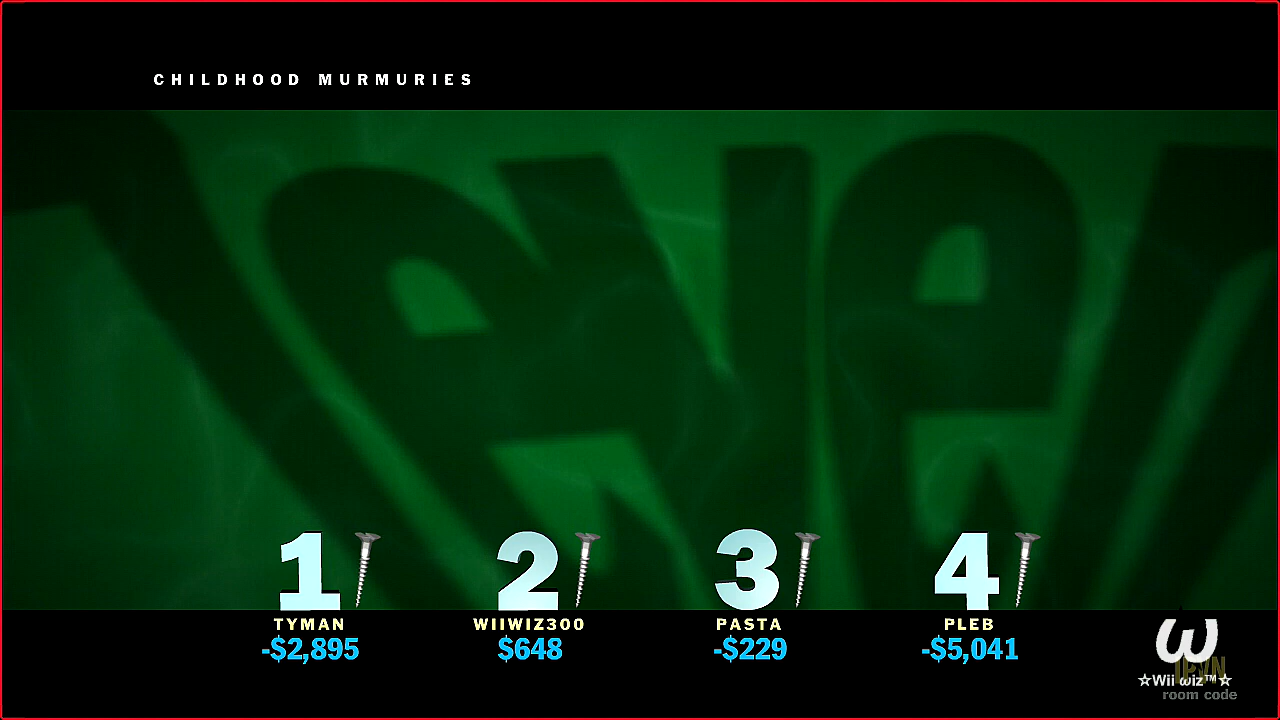 CHILDHOOD MURMURIES
1 2 3 4
TYMAN WIIWIZ300 PASTA PLEB
-$2,895 $648 -$229 -$5,041
☆Wii ωiz™☆
room code